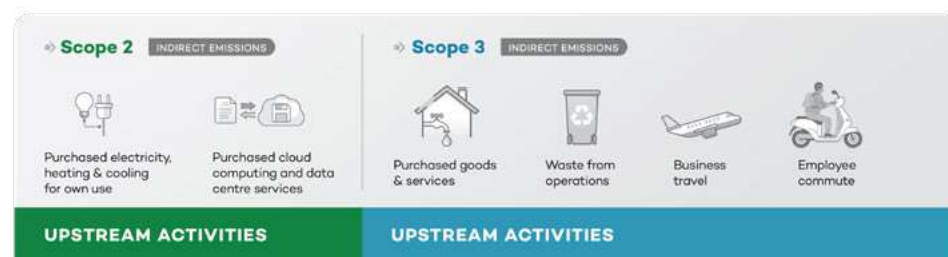 Scope 2 INDIRECT EMISSIONS
Purchased electricity,
heating & cooling
for own use
Purchased cloud
computing and data
centre services
UPSTREAM ACTIVITIES
Scope 3 INDIRECT EMISSIONS
Purchased goods
& services
Waste from
operations
Business
travel
Employee
commute
UPSTREAM ACTIVITIES